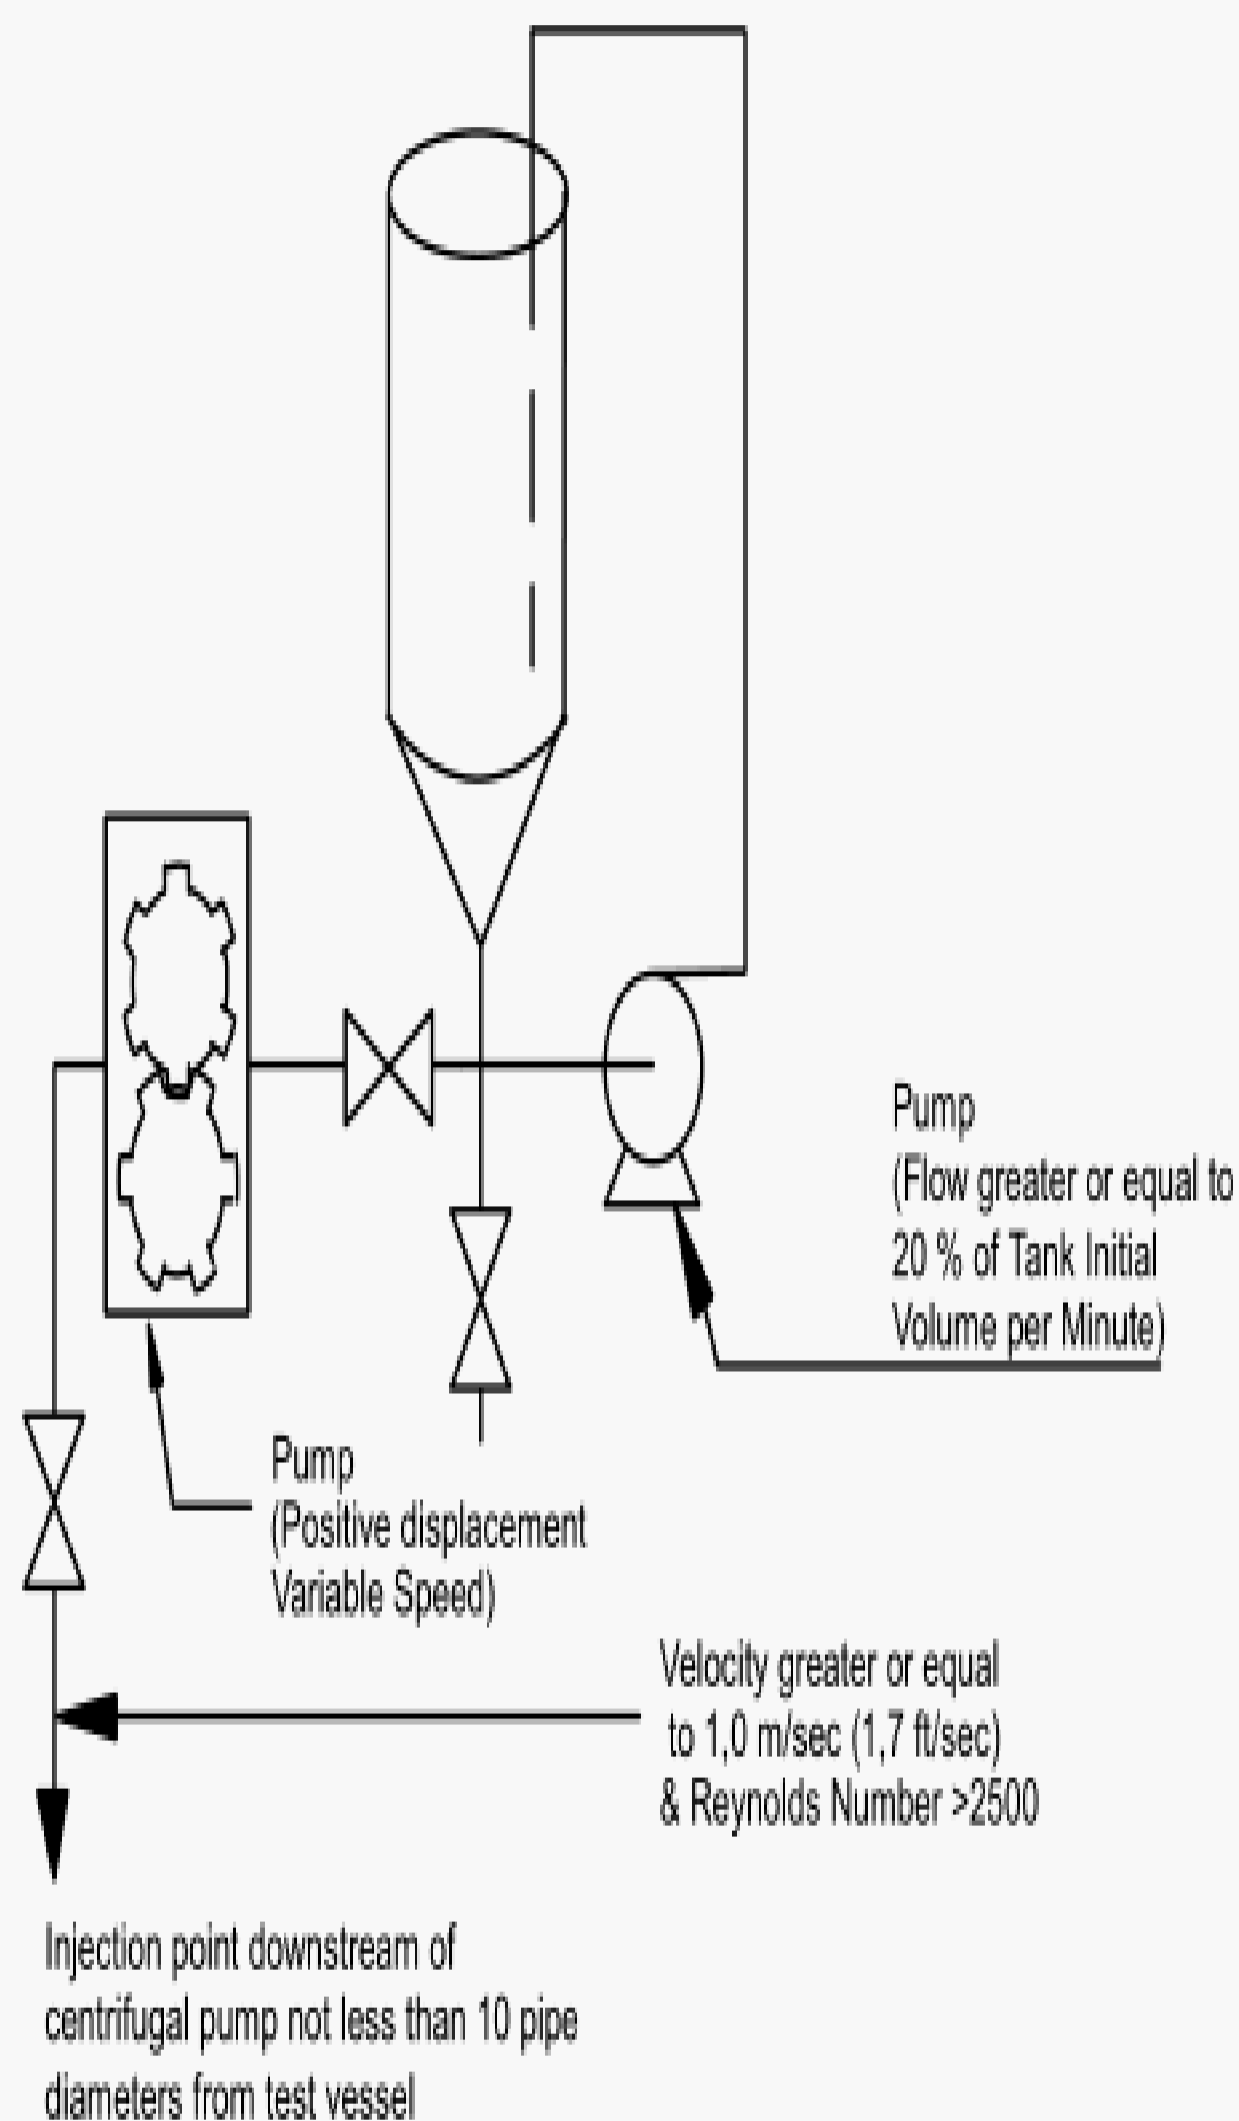 Pump
(Flow greater or equal to
20 % of Tank Initial
Volume per Minute)
Pump
(Positive displacement
Variable Speed)
Velocity greater or equal
to 1,0 m/sec (1,7 ft/sec)
& Reynolds Number >2500
Injection point downstream of
centrifugal pump not less than 10 pipe
diameters from test vessel